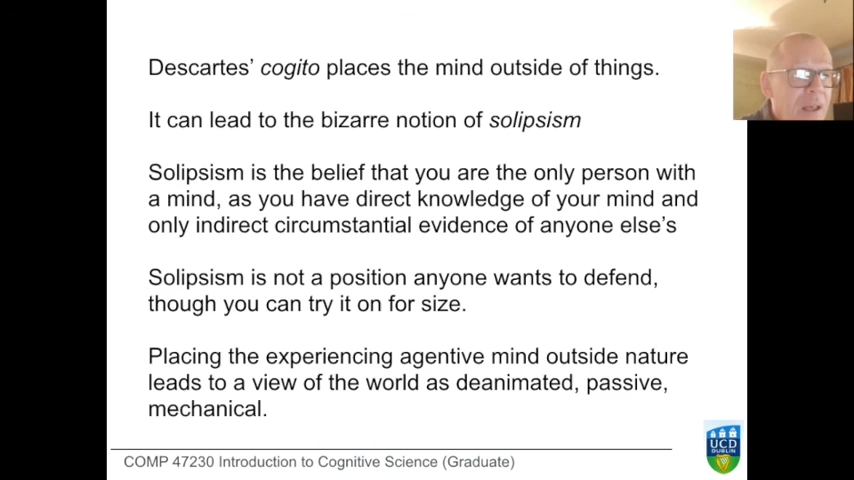 Descartes' cogito places the mind outside of things.
It can lead to the bizarre notion of solipsism
Solipsism is the belief that you are the only person with
a mind, as you have direct knowledge of your mind and
only indirect circumstantial evidence of anyone else's
Solipsism is not a position anyone wants to defend,
though you can try it on for size.
Placing the experiencing agentive mind outside nature
leads to a view of the world as deanimated, passive,
mechanical.
COMP 47230 Introduction to Cognitive Science (Graduate)
UCD
DUBLIN